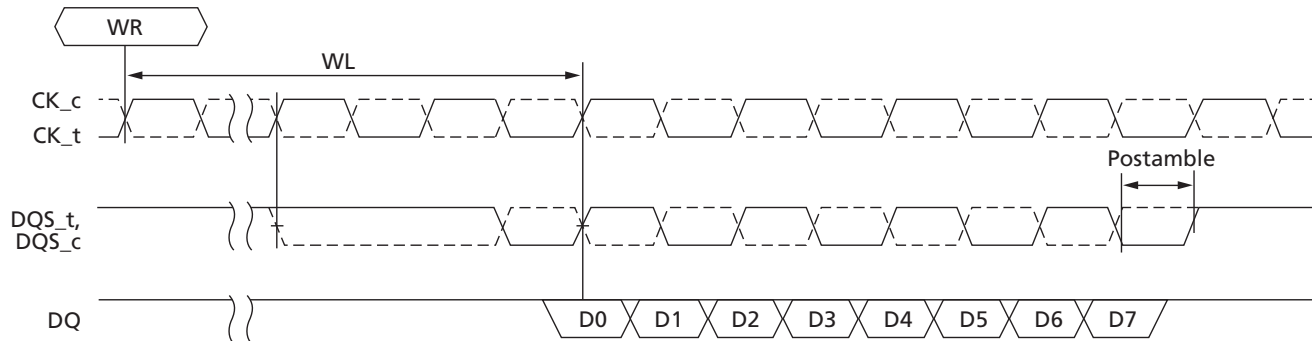 WR
WL
CK_c
CK_t
Postamble
DQS_t,
DQS_c
DQ
D0 D1 D2 D3 D4 D5 D6 D7